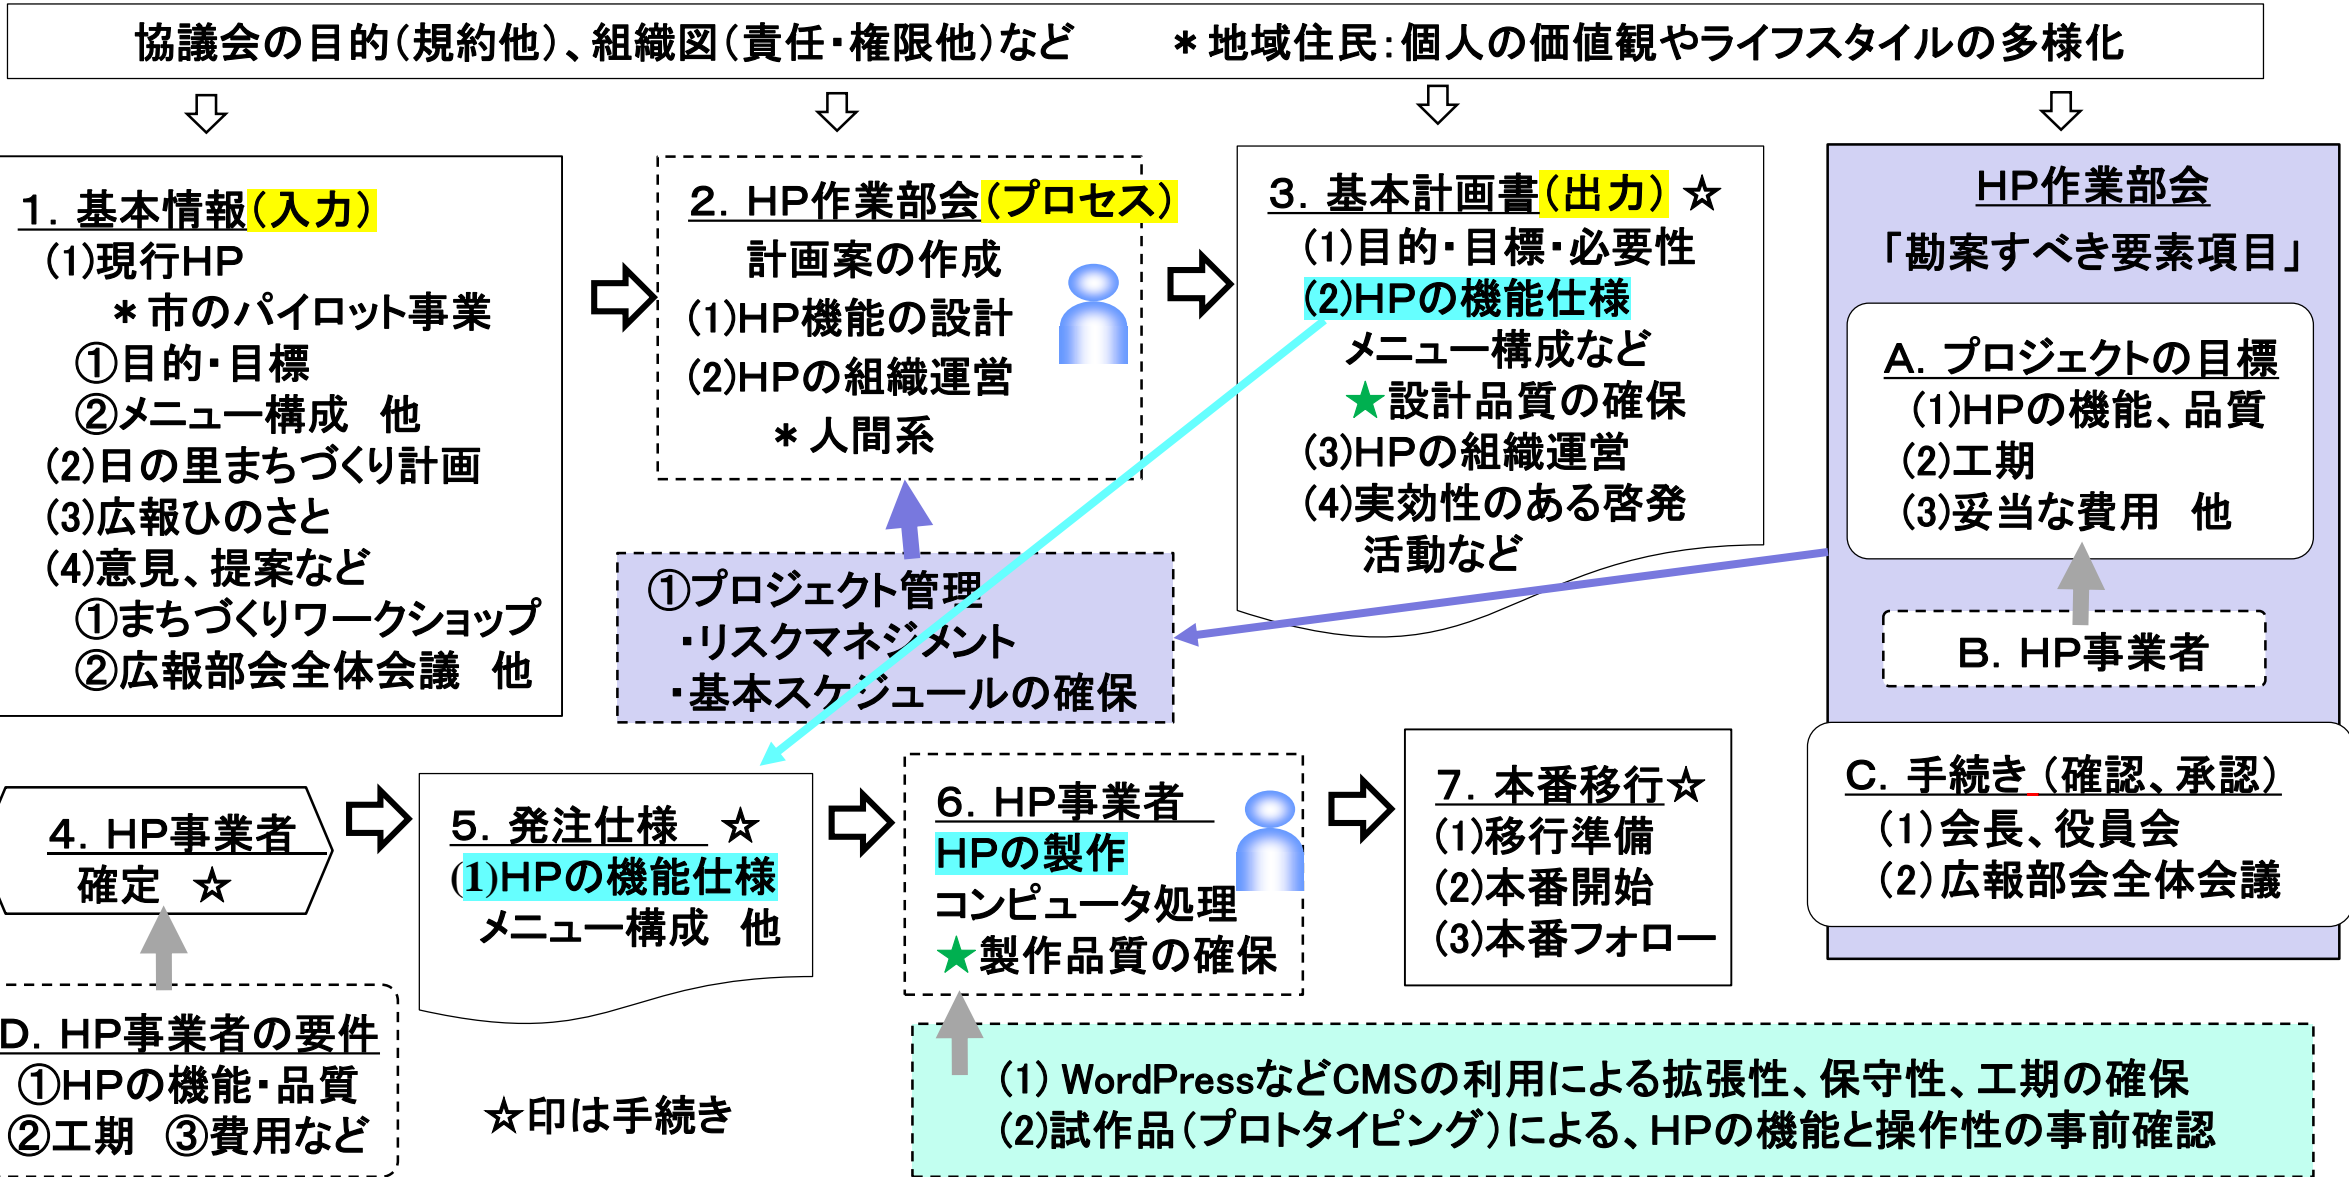 協議会の目的（規約他）、組織図（責任・権限他）など　＊地域住民：個人の価値観やライフスタイルの多様化
１．基本情報（入力）
(1)現行ＨＰ
＊市のパイロット事業
①目的・目標
②メニュー構成　他
(2)日の里まちづくり計画
(3)広報ひのさと
(4)意見、提案など
①まちづくりワークショップ
②広報部会全体会議　他
２．ＨＰ作業部会（プロセス）
計画案の作成
(1)ＨＰ機能の設計
(2)ＨＰの組織運営
＊人間系
３．基本計画書（出力）☆
(1)目的・目標・必要性
(2)ＨＰの機能仕様
メニュー構成など
★設計品質の確保
(3)ＨＰの組織運営
(4)実効性のある啓発
活動など
ＨＰ作業部会
「勘案すべき要素項目」
Ａ．プロジェクトの目標
(1)ＨＰの機能、品質
(2)工期
(3)妥当な費用　他
Ｂ．ＨＰ事業者
Ｃ．手続き（確認、承認）
(1)会長、役員会
(2)広報部会全体会議
①プロジェクト管理
・リスクマネジメント
・基本スケジュールの確保
４．ＨＰ事業者
確定　☆
５．発注仕様　☆
(1)ＨＰの機能仕様
メニュー構成　他
６．ＨＰ事業者
ＨＰの製作
コンピュータ処理
★製作品質の確保
７．本番移行☆
(1)移行準備
(2)本番開始
(3)本番フォロー
Ｄ．ＨＰ事業者の要件
①ＨＰの機能・品質
②工期　③費用など
☆印は手続き
(1) WordPressなどCMSの利用による拡張性、保守性、工期の確保
(2)試作品（プロトタイピング）による、ＨＰの機能と操作性の事前確認